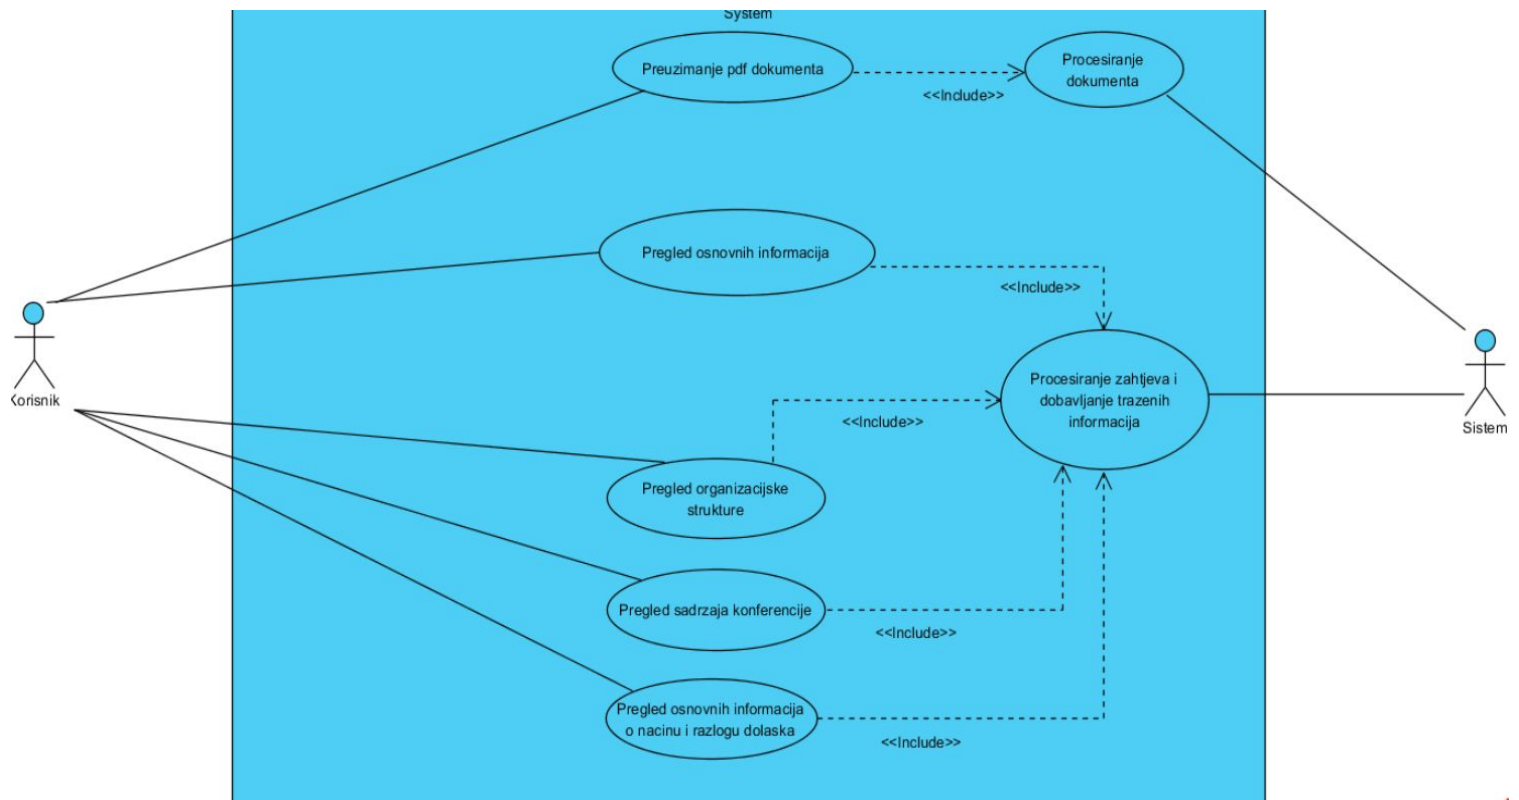 System
Preuzimanje pdf dokumenta
<<Include>>
Procesiranje
dokumenta
Pregled osnovnih informacija
<<Include>>
Korisnik
Procesiranje zahtjeva i
dobavljanje trazenih
informacija
<<Include>>
Sistem
Pregled organizacijske
strukture
Pregled sadrzaja konferencije
<<Include>>
Pregled osnovnih informacija
o nacinu i razlogu dolaska
<<Include>>